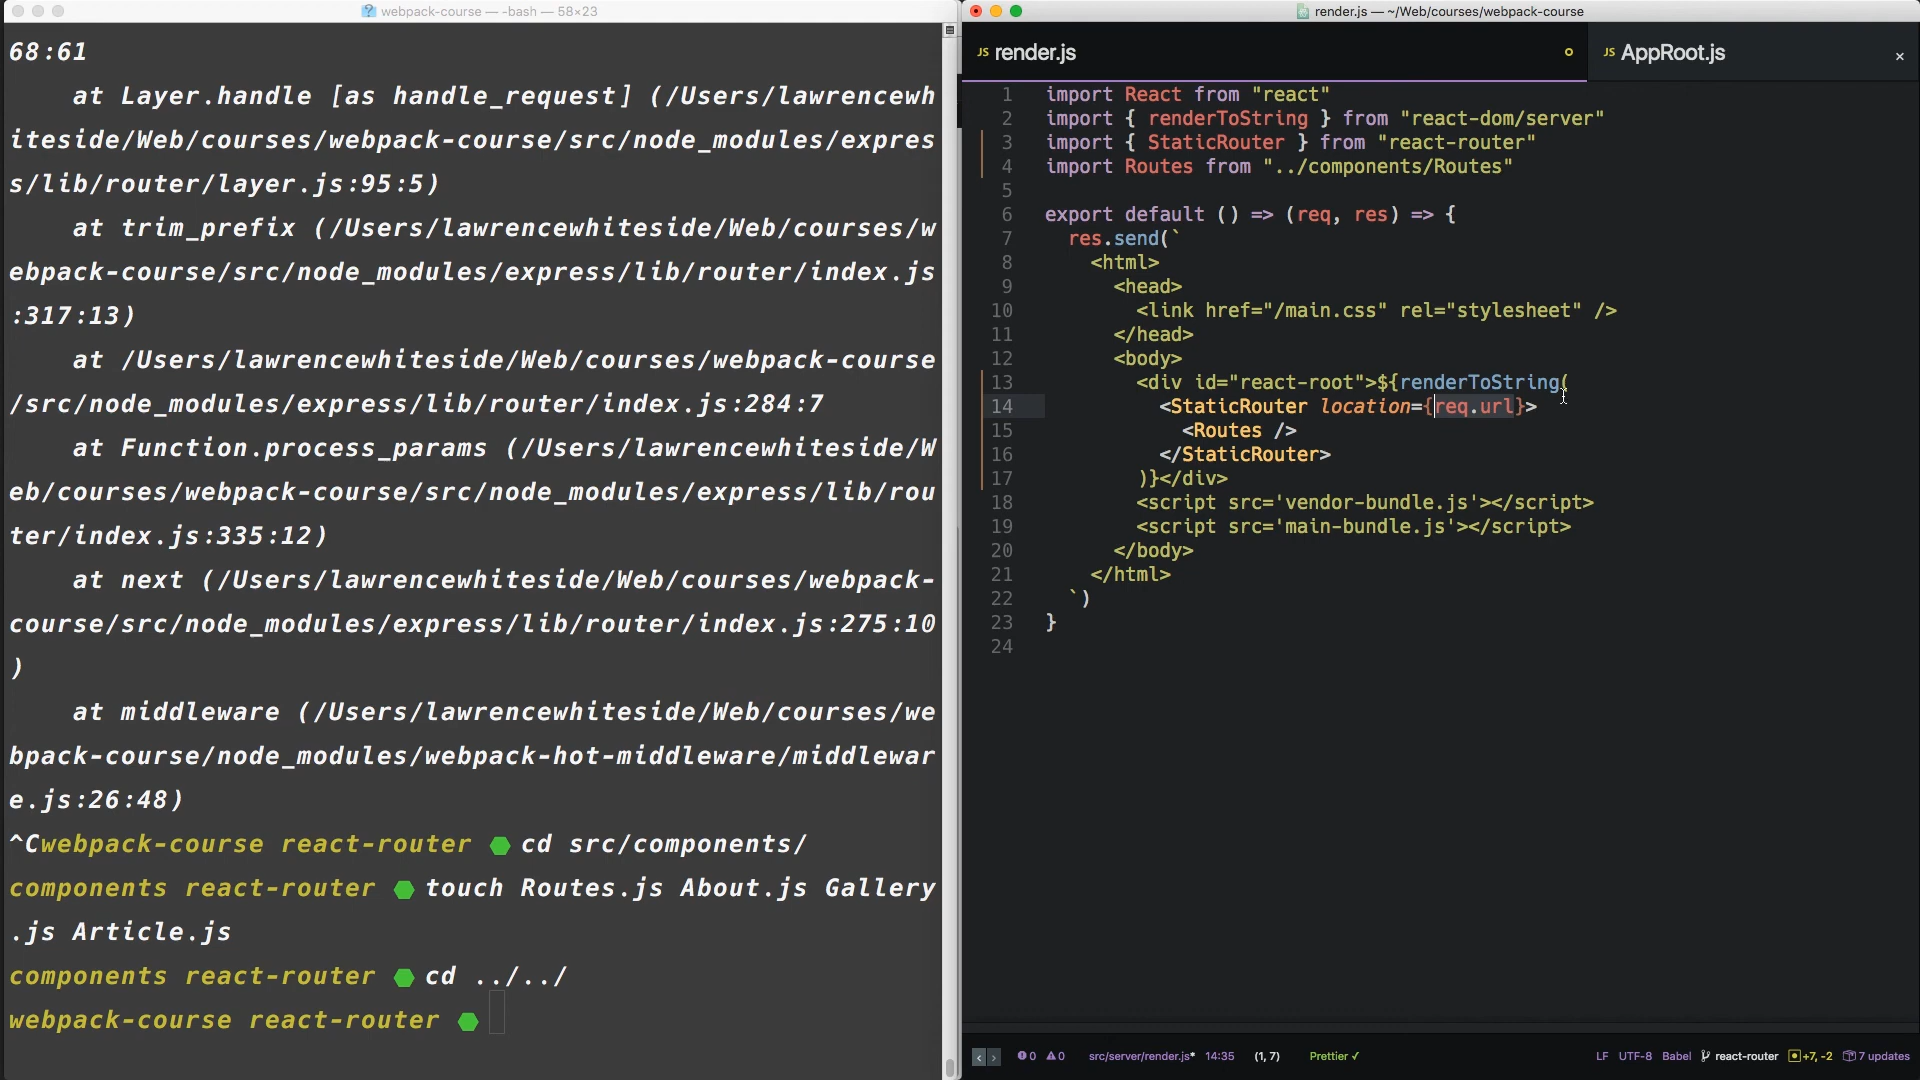 webpack-course — -bash — 58×23
68:61
at Layer.handle [as handle_request] (/Users/lawrencewh
iteside/Web/courses/webpack-course/src/node_modules/expres
s/lib/router/layer.js:95:5)
at trim_prefix (/Users/lawrencewhiteside/Web/courses/w
ebpack-course/src/node_modules/express/lib/router/index.js
:317:13)
at /Users/lawrencewhiteside/Web/courses/webpack-course
/src/node_modules/express/lib/router/index.js:284:7
at Function.process_params (/Users/lawrencewhiteside/W
eb/courses/webpack-course/src/node_modules/express/lib/rou
ter/index.js:335:12)
at next (/Users/lawrencewhiteside/Web/courses/webpack-
course/src/node_modules/express/lib/router/index.js:275:10
)
at middleware (/Users/lawrencewhiteside/Web/courses/we
bpack-course/node_modules/webpack-hot-middleware/middlewar
e.js:26:48)
^Cwebpack-course react-router cd src/components/
components react-router touch Routes.js About.js Gallery
.js Article.js
components react-router cd ../../
webpack-course react-router
render.js — ~/Web/courses/webpack-course
JS render.js
JS AppRoot.js ×
1 import React from "react"
2 import { renderToString } from "react-dom/server"
3 import { StaticRouter } from "react-router"
4 import Routes from "../components/Routes"
5
6 export default () => (req, res) => {
7 res.send(`
8 <html>
9 <head>
10 <link href="/main.css" rel="stylesheet" />
11 </head>
12 <body>
13 <div id="react-root">${renderToString(
14 <StaticRouter location={req.url}>
15 <Routes />
16 </StaticRouter>
17 )}</div>
18 <script src='vendor-bundle.js'></script>
19 <script src='main-bundle.js'></script>
20 </body>
21 </html>
22 `)
23 }
24
0 0 src/server/render.js* 14:35 (1, 7) Prettier ✓ LF UTF-8 Babel react-router +7, -2 7 updates